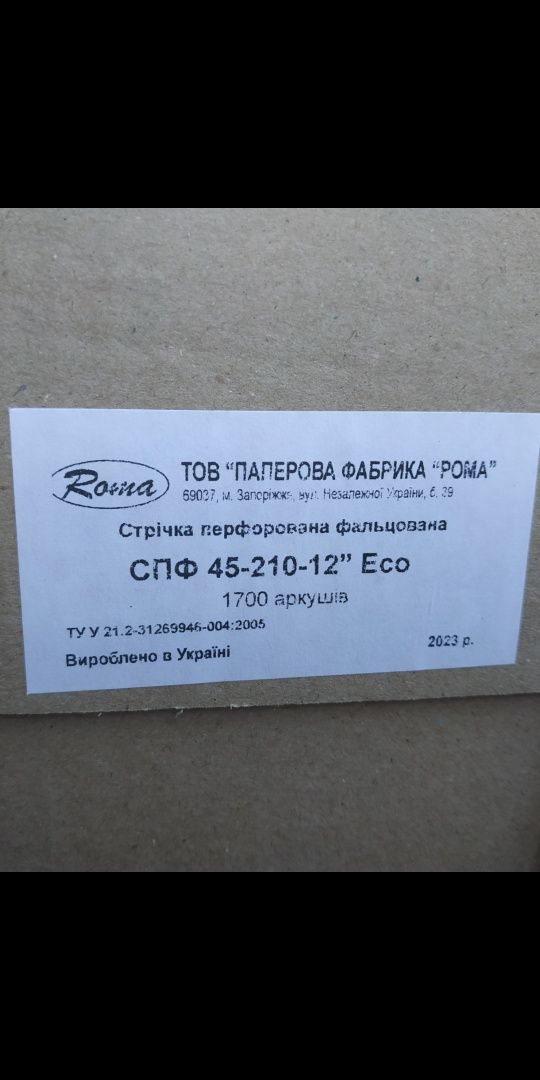 Roma
ТОВ "ПАПЕРОВА ФАБРИКА "РОМА"
69037, м. Запоріжжя, вул. Незалежної України, б. 39
Стрічка перфорована фальцована
СПФ 45-210-12" Eco
1700 аркушів
ТУ У 21.2-31269946-004:2005
2023 р.
Вироблено в Україні